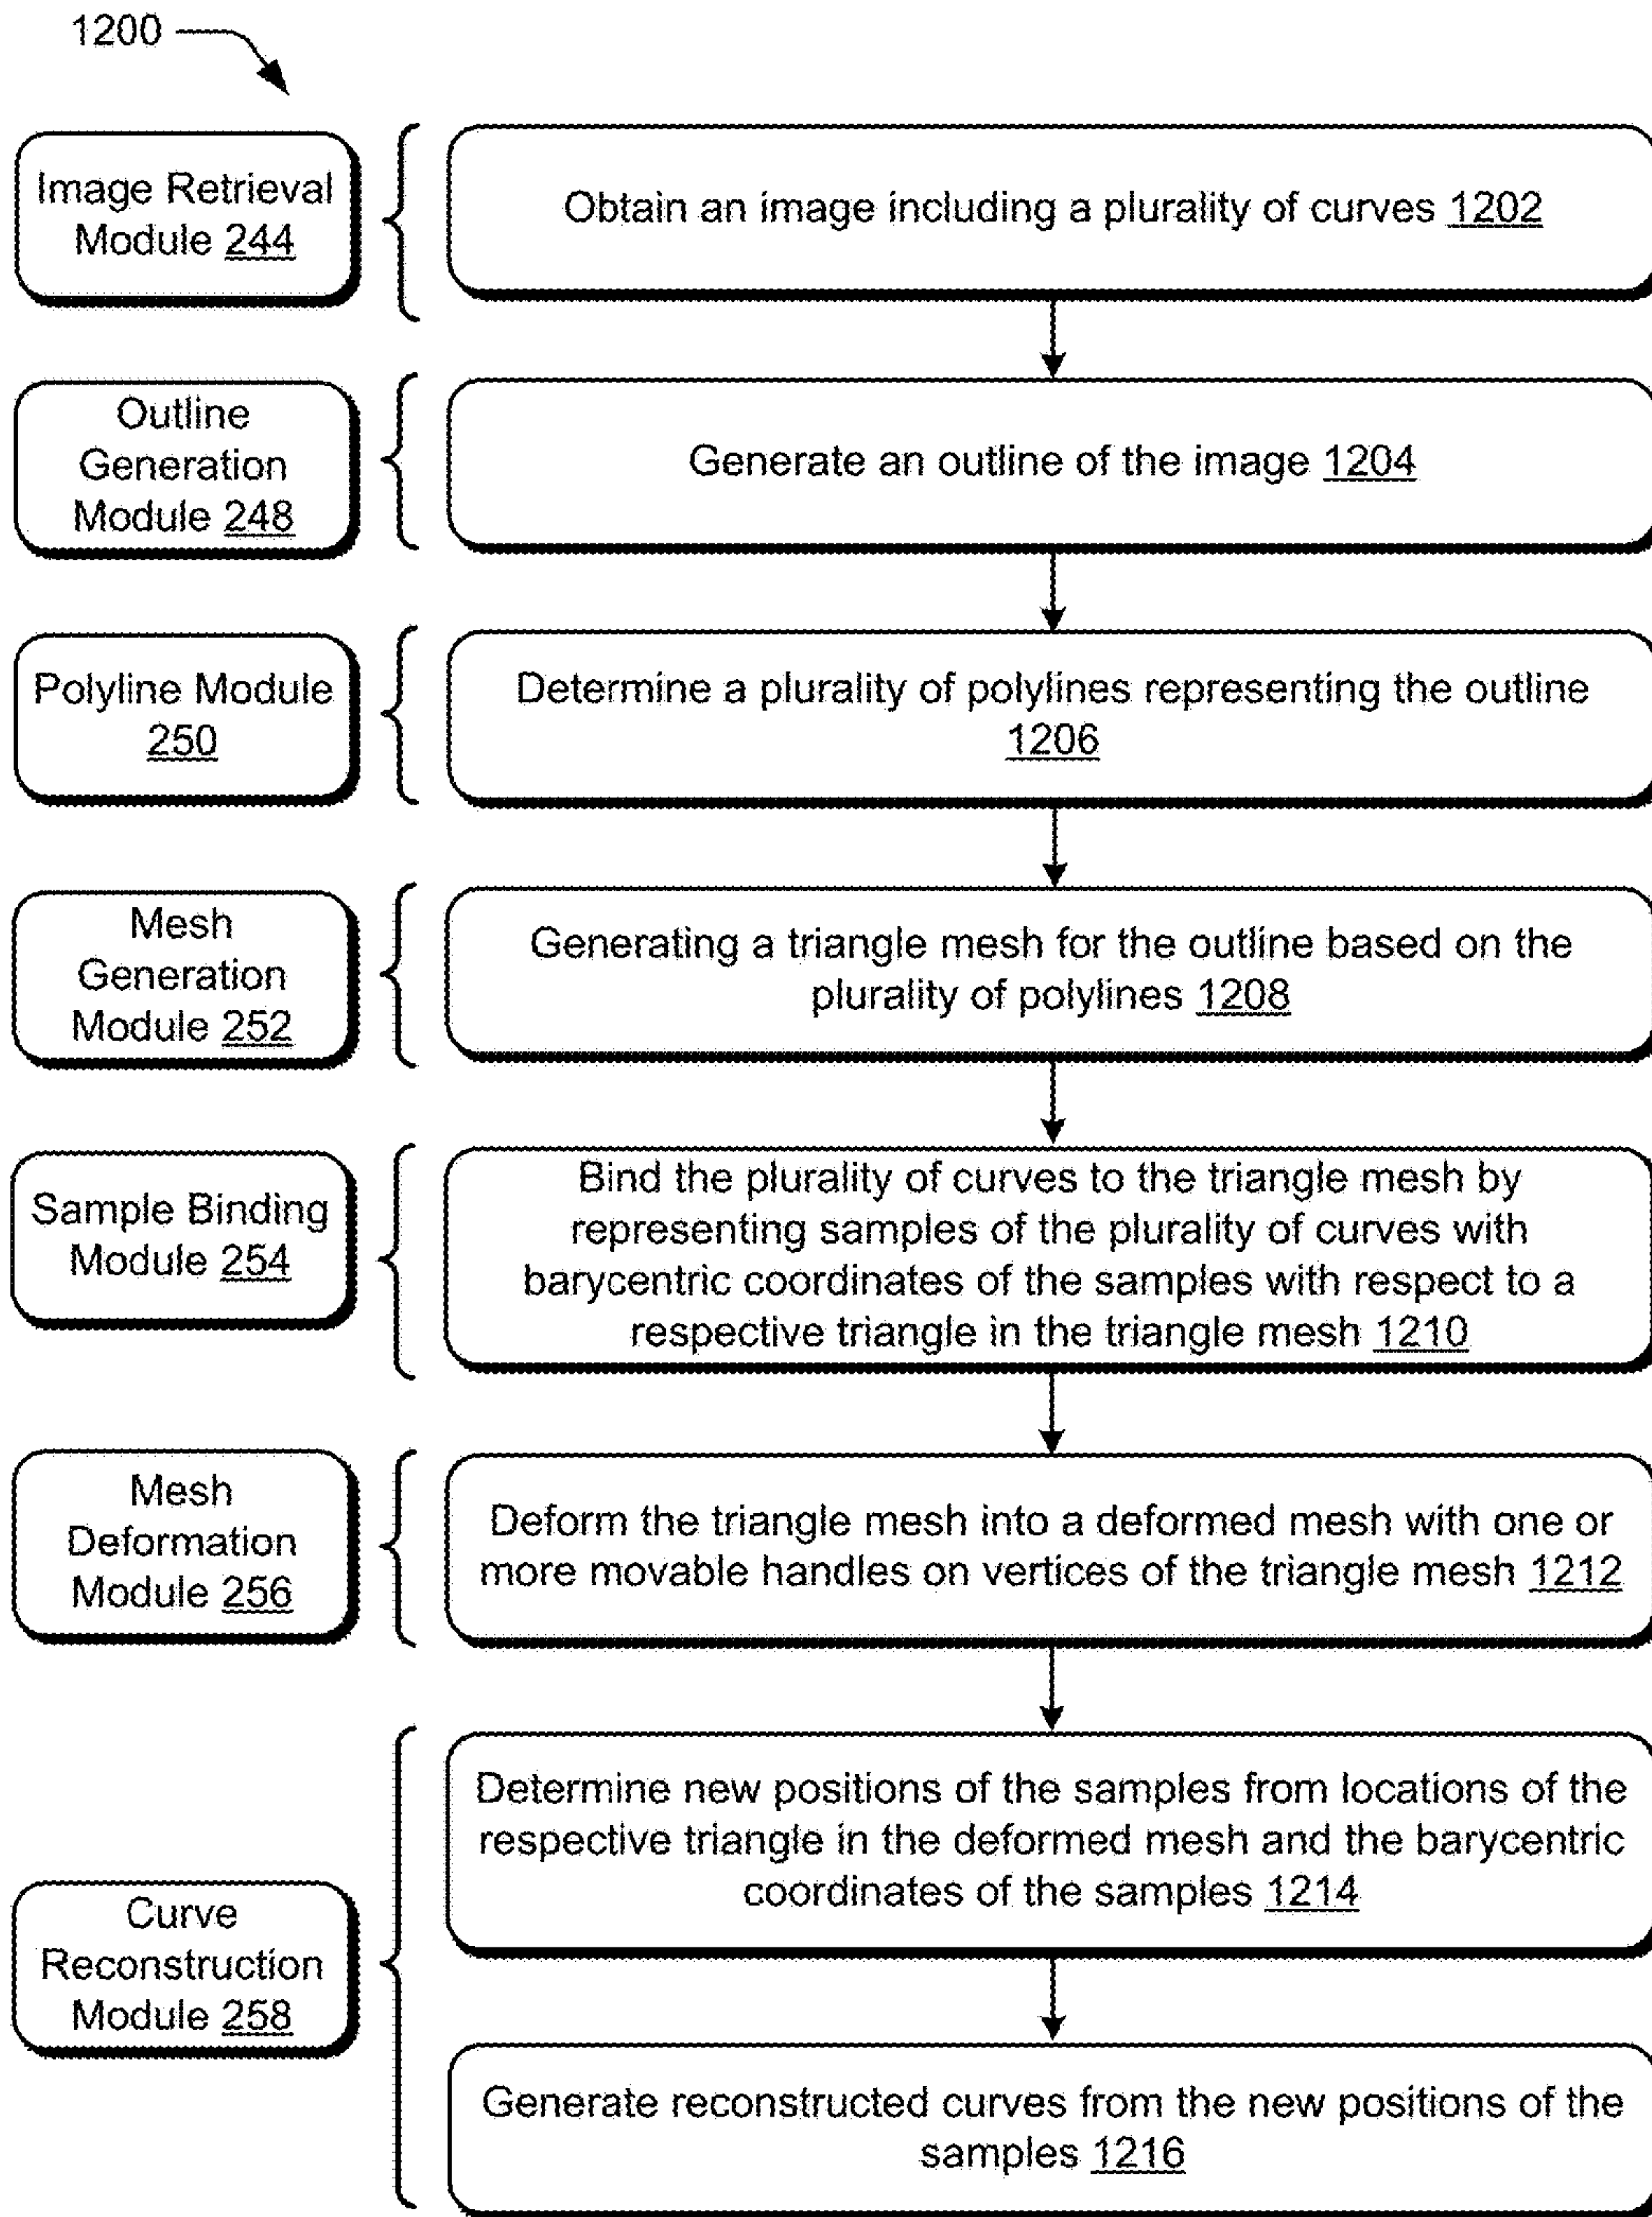 1200
Image Retrieval
Module 244
Obtain an image including a plurality of curves 1202
Outline
Generation
Module 248
Generate an outline of the image 1204
Polyline Module
250
Determine a plurality of polylines representing the outline
1206
Mesh
Generation
Module 252
Generating a triangle mesh for the outline based on the
plurality of polylines 1208
Sample Binding
Module 254
Bind the plurality of curves to the triangle mesh by
representing samples of the plurality of curves with
barycentric coordinates of the samples with respect to a
respective triangle in the triangle mesh 1210
Mesh
Deformation
Module 256
Deform the triangle mesh into a deformed mesh with one or
more movable handles on vertices of the triangle mesh 1212
Curve
Reconstruction
Module 258
Determine new positions of the samples from locations of the
respective triangle in the deformed mesh and the barycentric
coordinates of the samples 1214
Generate reconstructed curves from the new positions of the
samples 1216